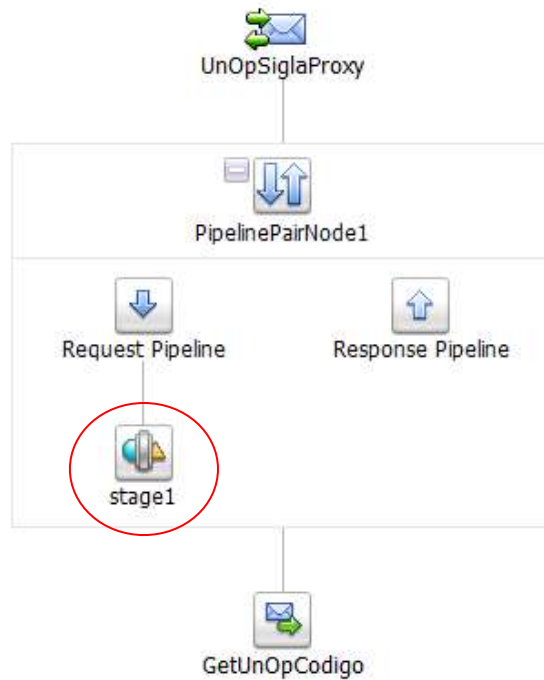 UnOpSiglaProxy
PipelinePairNode1
Request Pipeline
Response Pipeline
stage1
GetUnOpCodigo